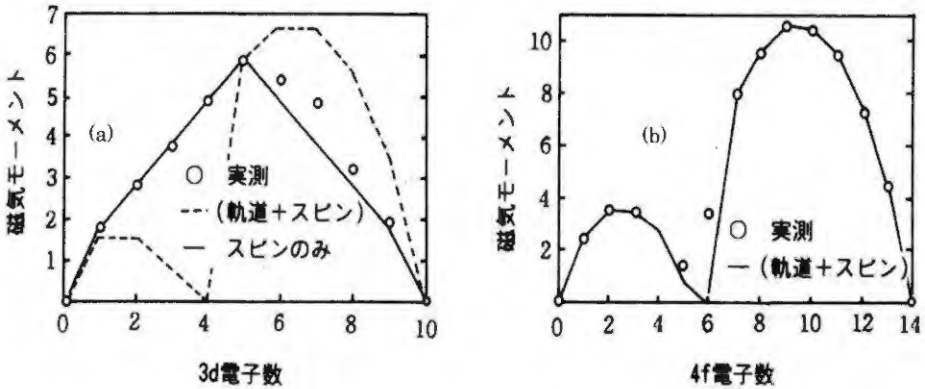 磁気モーメント
7
6
5
4
3
2
1
(a)
○ 実測
---(軌道+スピン)
— スピンのみ
0 2 4 6 8 10
3d電子数
磁気モーメント
10
8
6
4
2
(b)
○ 実測
—(軌道+スピン)
0 2 4 6 8 10 12 14
4f電子数